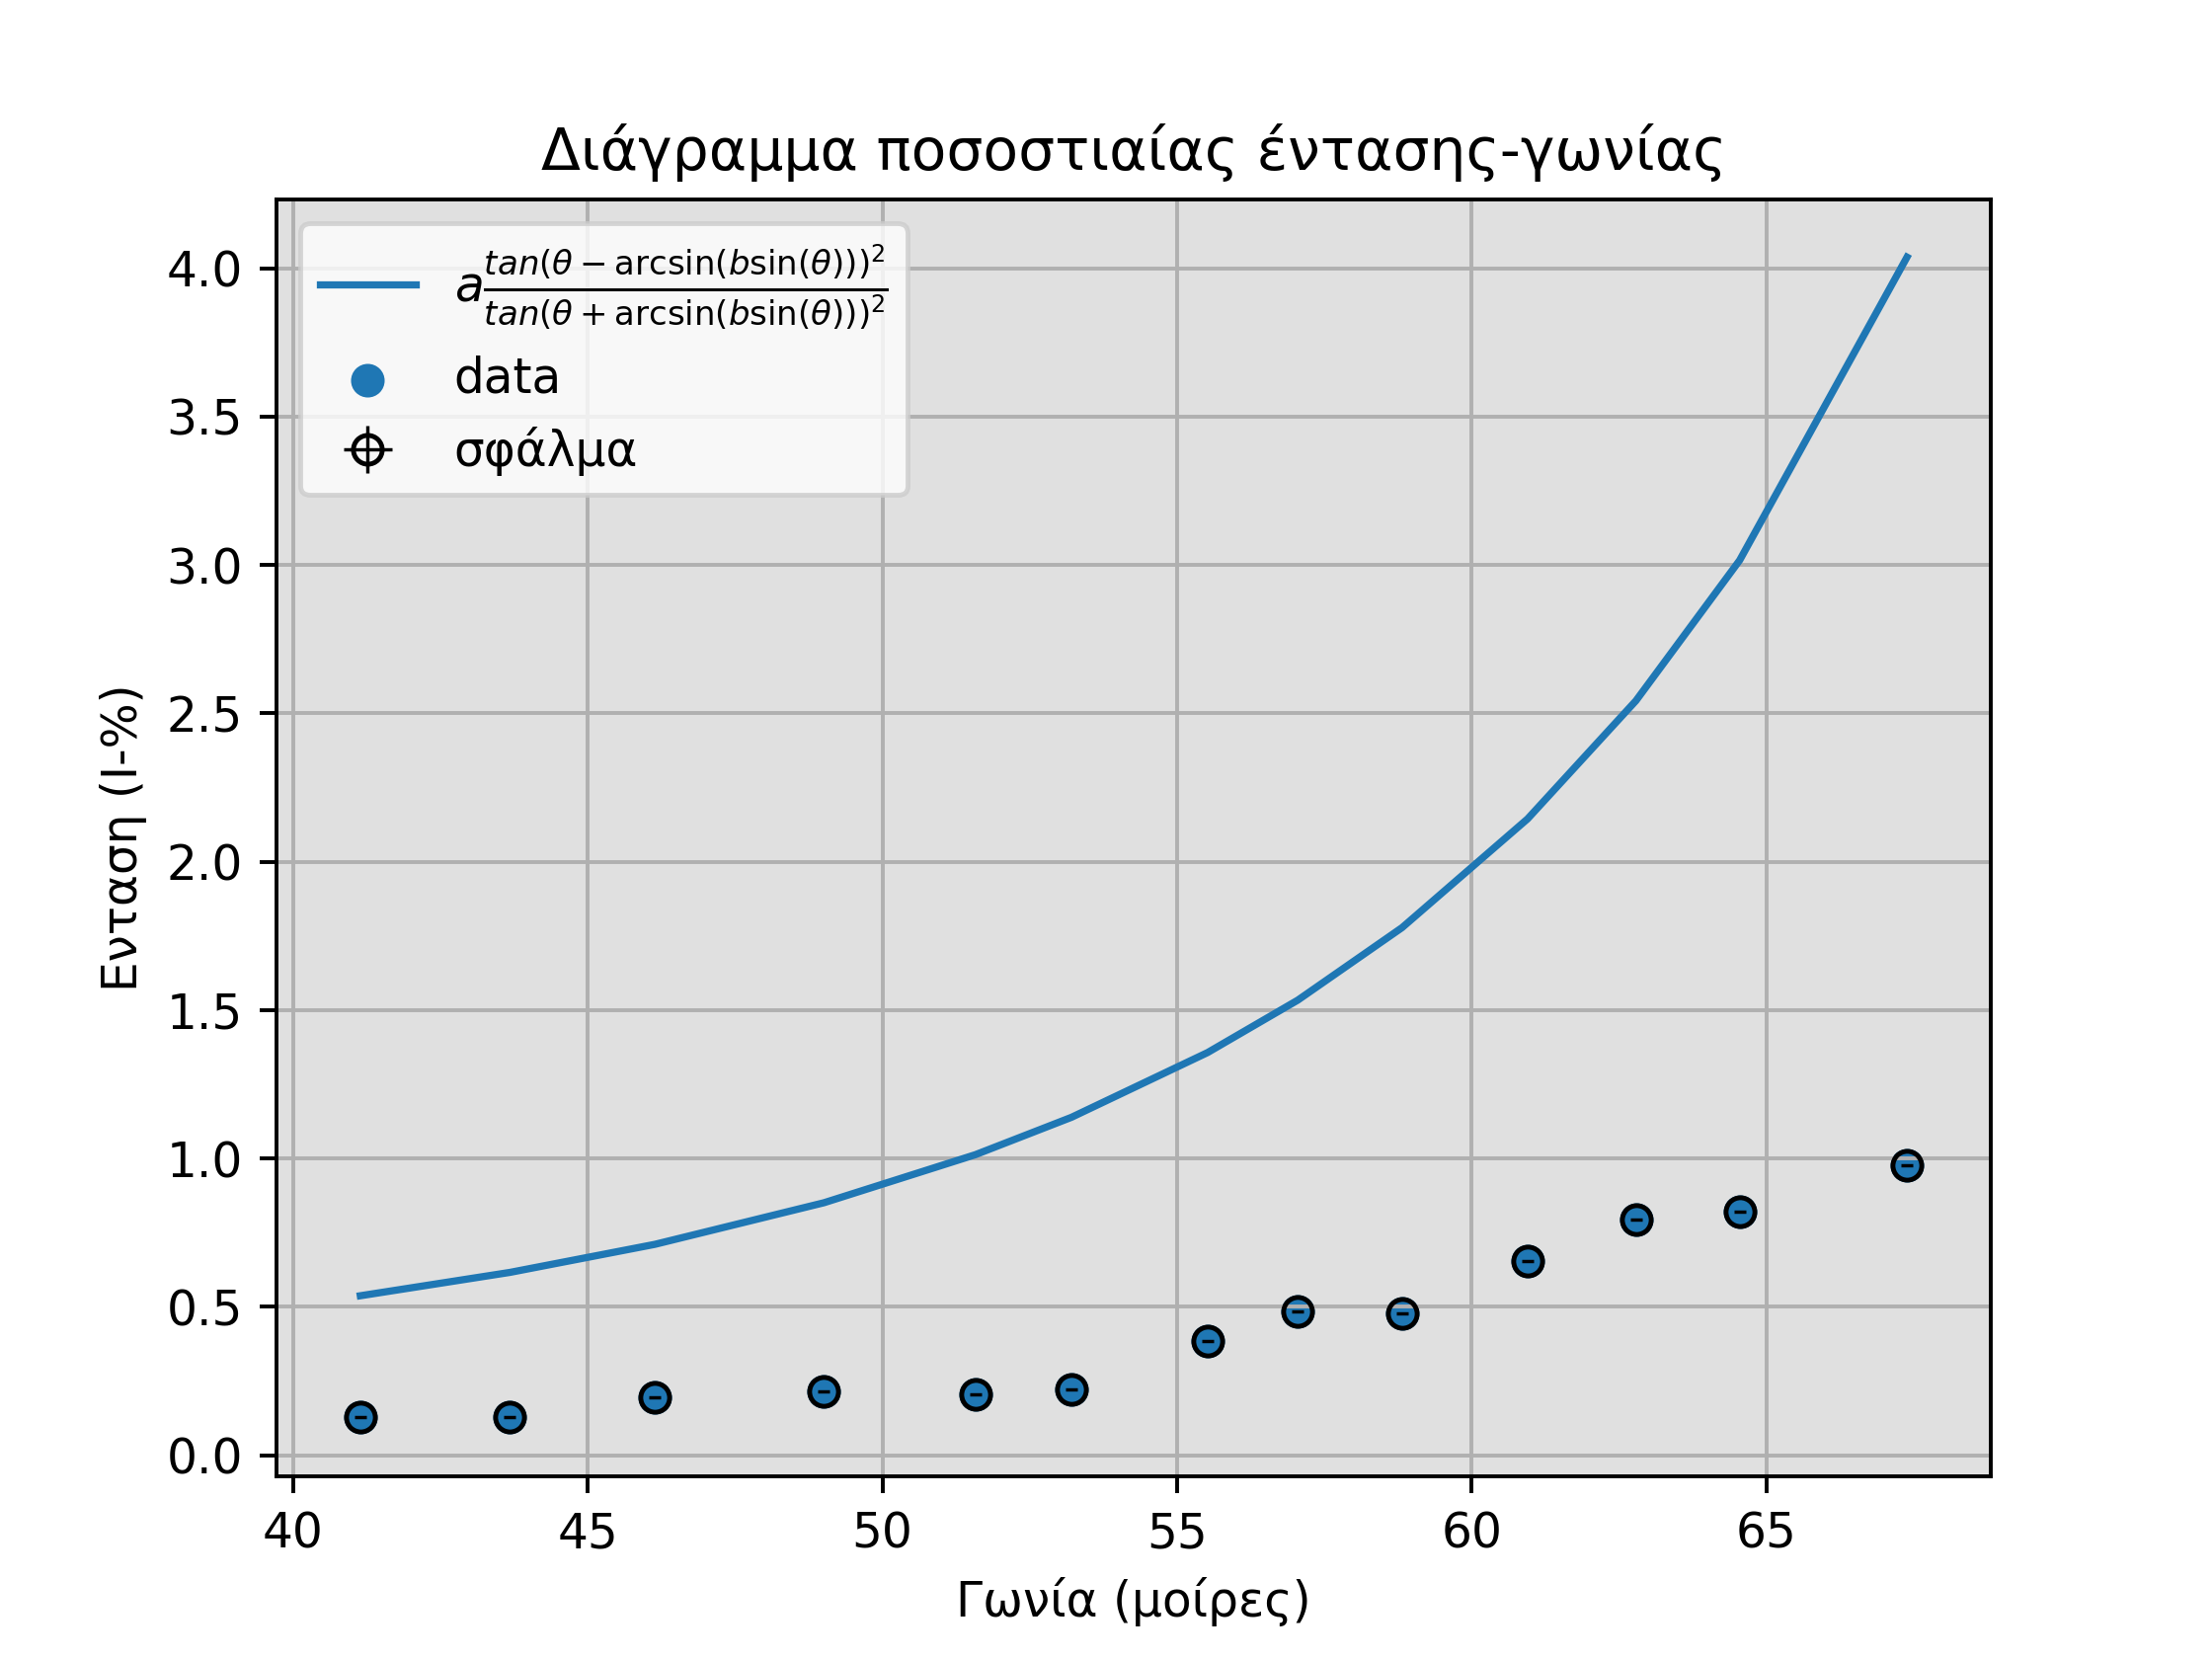 Διάγραμμα ποσοστιαίας έντασης-γωνίας
a tan(θ − arcsin(bsin(θ)))²
tan(θ + arcsin(bsin(θ)))²
data
σφάλμα
4.0
3.5
3.0
2.5
2.0
1.5
1.0
0.5
0.0
Ενταση (I-%)
40 45 50 55 60 65
Γωνία (μοίρες)